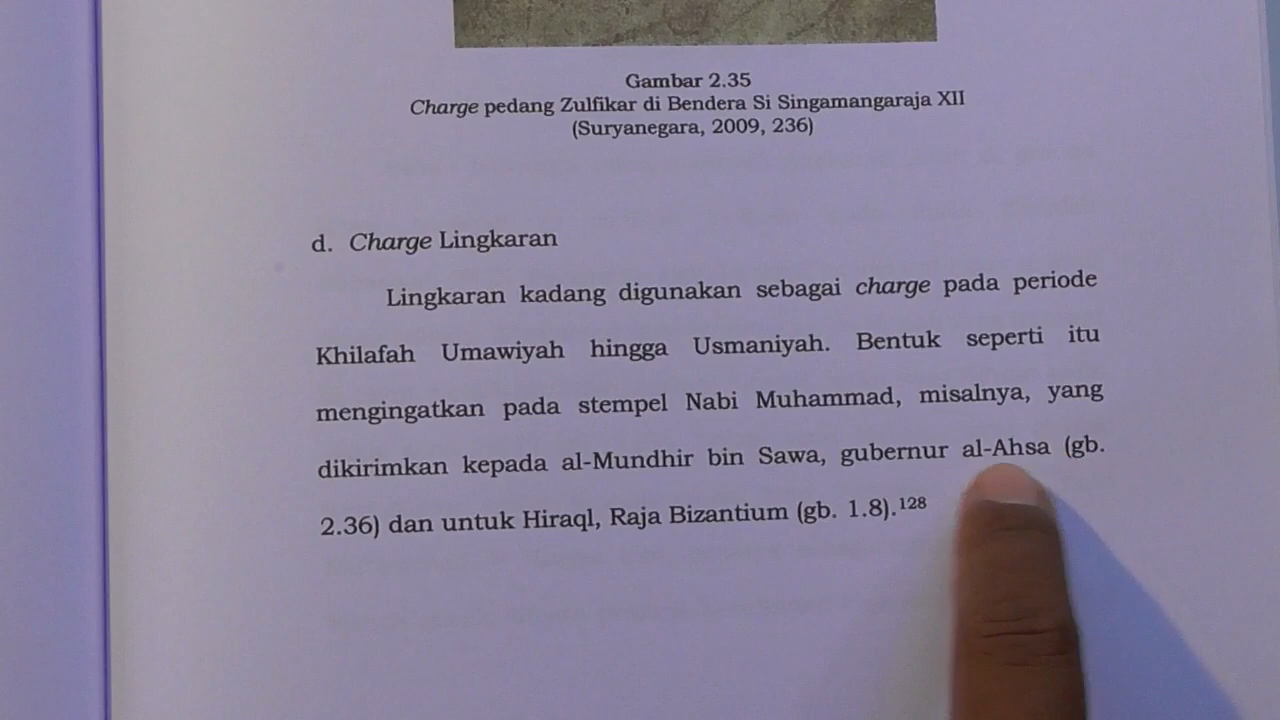 Gambar 2.35
Charge pedang Zulfikar di Bendera Si Singamangaraja XII
(Suryanegara, 2009, 236)
d. Charge Lingkaran
Lingkaran kadang digunakan sebagai charge pada periode
Khilafah Umawiyah hingga Usmaniyah. Bentuk seperti itu
mengingatkan pada stempel Nabi Muhammad, misalnya, yang
dikirimkan kepada al-Mundhir bin Sawa, gubernur al-Ahsa (gb.
2.36) dan untuk Hiraql, Raja Bizantium (gb. 1.8).¹²⁸